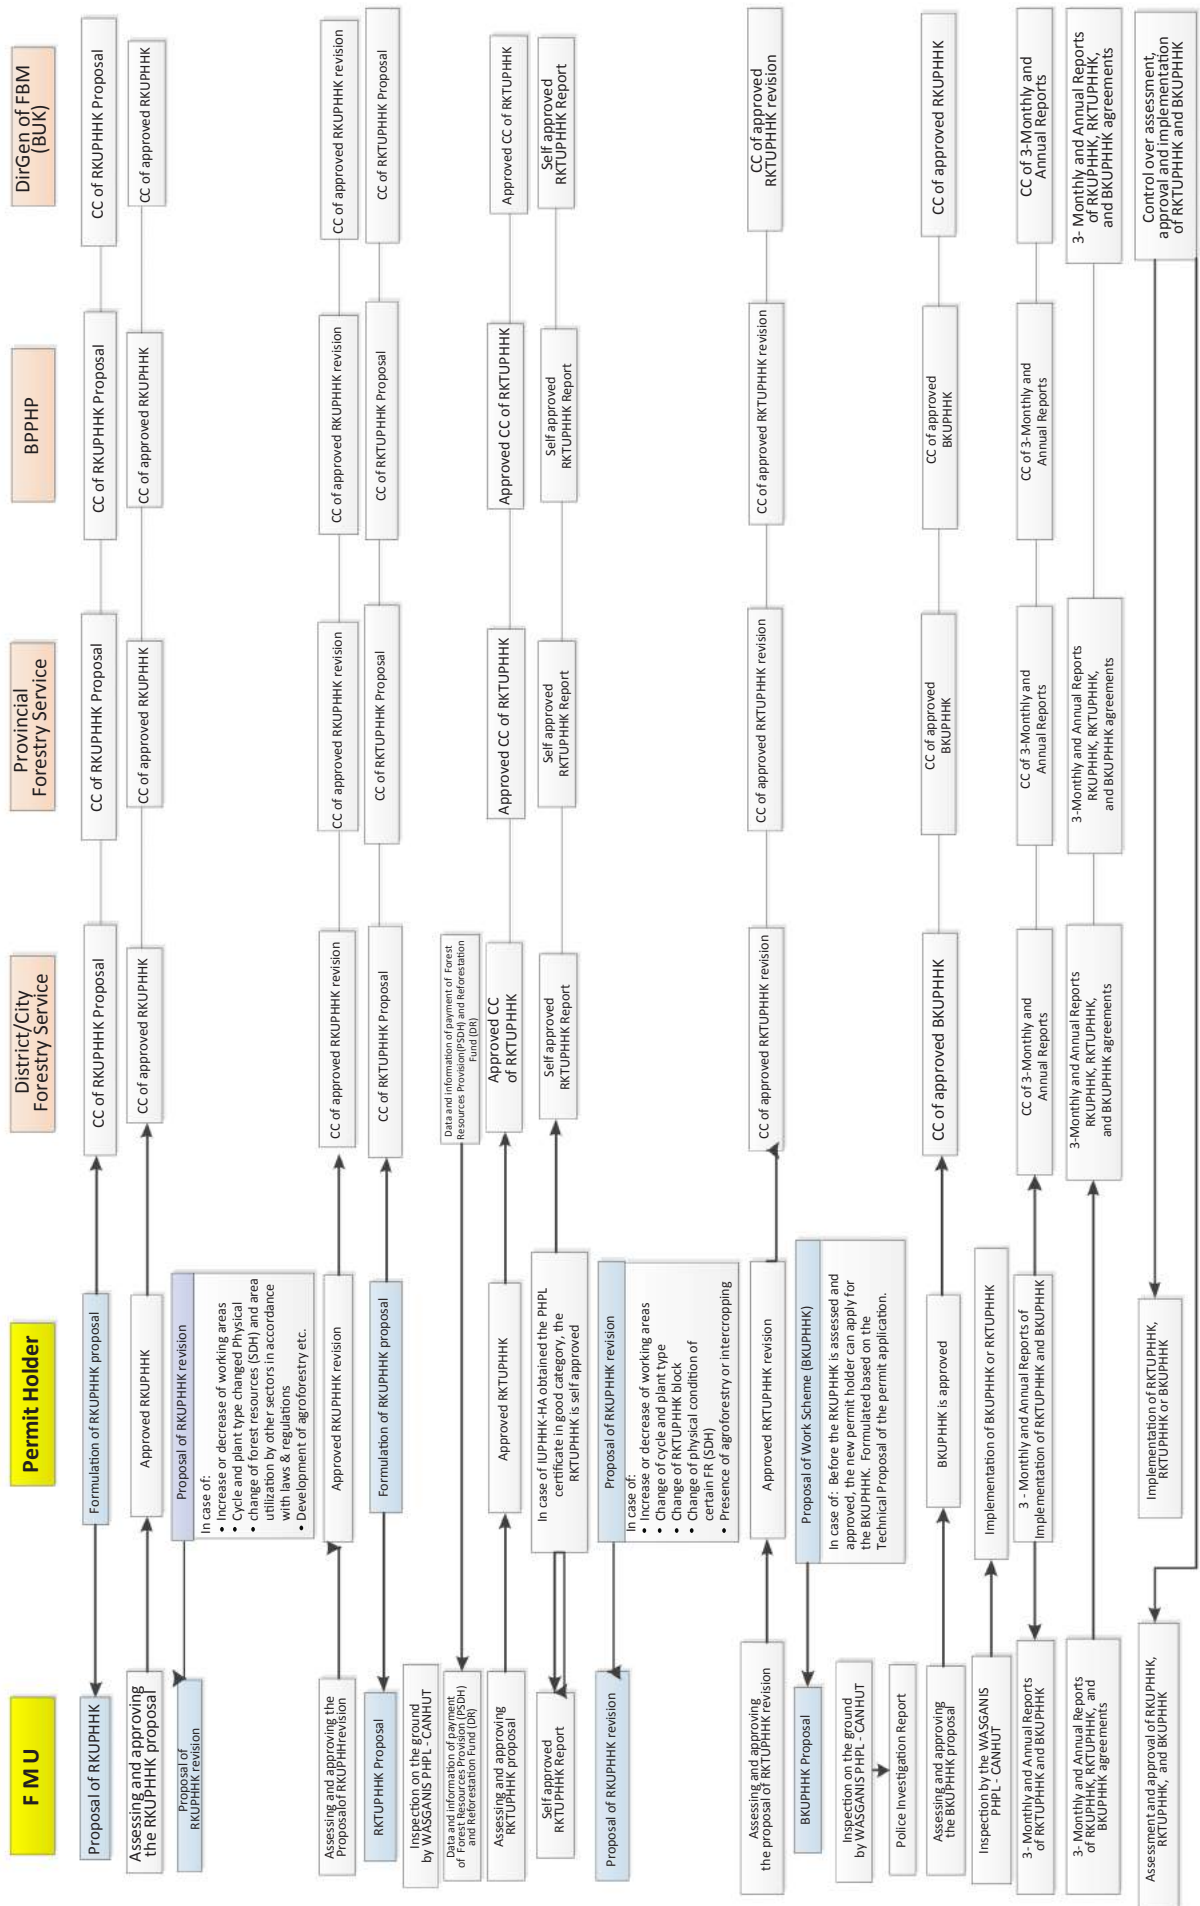 F M U
Permit Holder
District/City
Forestry Service
Provincial
Forestry Service
BPPHP
DirGen of FBM
(BUK)
Proposal of RKUPHHK
Formulation of RKUPHHK proposal
CC of RKUPHHK Proposal
CC of RKUPHHK Proposal
CC of RKUPHHK Proposal
CC of RKUPHHK Proposal
Assessing and approving
the RKUPHHK proposal
Approved RKUPHHK
CC of approved RKUPHHK
CC of approved RKUPHHK
CC of approved RKUPHHK
CC of approved RKUPHHK
Proposal of
RKUPHHK revision
Proposal of RKUPHHK revision
In case of:
• Increase or decrease of working areas
• Cycle and plant type changed Physical
• change of forest resources (SDH) and area
utilization by other sectors in accordance
with laws & regulations
• Development of agroforestry etc.
Assessing and approving the
Proposalof RKUPHHrevision
Approved RKUPHHK revision
CC of approved RKUPHHK revision
CC of approved RKUPHHK revision
CC of approved RKUPHHK revision
CC of approved RKUPHHK revision
RKTUPHHK Proposal
Formulation of RKUPHHK proposal
CC of RKTUPHHK Proposal
CC of RKTUPHHK Proposal
CC of RKTUPHHK Proposal
CC of RKTUPHHK Proposal
Inspection on the ground
by WASGANIS PHPL - CANHUT
Data and information of payment
of Forest Resources Provision (PSDH)
and Reforestation Fund (DR)
Data and information of payment of Forest
Resources Provision(PSDH) and Reforestation
Fund (DR)
Assessing and approving
RKTUPHHK proposal
Approved RKTUPHHK
Approved CC
of RKTUPHHK
Approved CC of RKTUPHHK
Approved CC of RKTUPHHK
Approved CC of RKTUPHHK
Self approved
RKTUPHHK Report
In case of IUPHHK-HA obtained the PHPL
certificate in good category, the
RKTUPHHK is self approved
Self approved
RKTUPHHK Report
Self approved
RKTUPHHK Report
Self approved
RKTUPHHK Report
Self approved
RKTUPHHK Report
Proposal of RKUPHHK revision
Proposal of RKUPHHK revision
In case of:
• Increase or decrease of working areas
• Change of cycle and plant type
• Change of RKTUPHHK block
• Change of physical condition of
certain FR (SDH)
• Presence of agroforestry or intercropping
Assessing and approving
the proposal of RKTUPHHK revision
Approved RKTUPHHK revision
CC of approved RKTUPHHK revision
CC of approved RKTUPHHK revision
CC of approved RKTUPHHK revision
CC of approved
RKTUPHHK revision
BKUPHHK Proposal
Proposal of Work Scheme (BKUPHHK)
In case of: Before the RKUPHHK is assessed and
approved, the new permit holder can apply for
the BKUPHHK. Formulated based on the
Technical Proposal of the permit application.
Inspection on the ground
by WASGANIS PHPL - CANHUT
Police Investigation Report
Assessing and approving
the BKUPHHK proposal
BKUPHHK is approved
CC of approved BKUPHHK
CC of approved
BKUPHHK
CC of approved
BKUPHHK
CC of approved RKUPHHK
Inspection by the WASGANIS
PHPL - CANHUT
Implementation of BKUPHHK or RKTUPHHK
3 - Monthly and Annual Reports
of RKTUPHHK and BKUPHHK
3 - Monthly and Annual Reports of
Implementation of RKTUPHHK and BKUPHHK
CC of 3-Monthly and
Annual Reports
CC of 3-Monthly and
Annual Reports
CC of 3-Monthly and
Annual Reports
CC of 3-Monthly and
Annual Reports
3- Monthly and Annual Reports
of RKUPHHK, RKTUPHHK, and
BKUPHHK agreements
3-Monthly and Annual Reports
RKUPHHK, RKTUPHHK,
and BKUPHHK agreements
3-Monthly and Annual Reports
RKUPHHK, RKTUPHHK,
and BKUPHHK agreements
3- Monthly and Annual Reports
of RKUPHHK, RKTUPHHK,
and BKUPHHK agreements
Assessment and approval of RKUPHHK,
RKTUPHHK, and BKUPHHK
Implementation of RKTUPHHK,
RKTUPHHK or BKUPHHK
Control over assessment,
approval and implementation
of RKTUPHHK and BKUPHHK